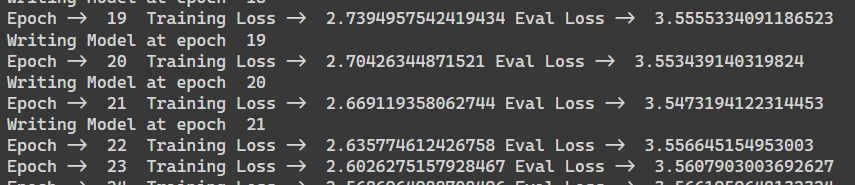 Epoch -> 19 Training Loss -> 2.7394957542419434 Eval Loss -> 3.5555334091186523
Writing Model at epoch 19
Epoch -> 20 Training Loss -> 2.70426344871521 Eval Loss -> 3.553439140319824
Writing Model at epoch 20
Epoch -> 21 Training Loss -> 2.669119358062744 Eval Loss -> 3.5473194122314453
Writing Model at epoch 21
Epoch -> 22 Training Loss -> 2.635774612426758 Eval Loss -> 3.556645154953003
Epoch -> 23 Training Loss -> 2.6026275157928467 Eval Loss -> 3.5607903003692627